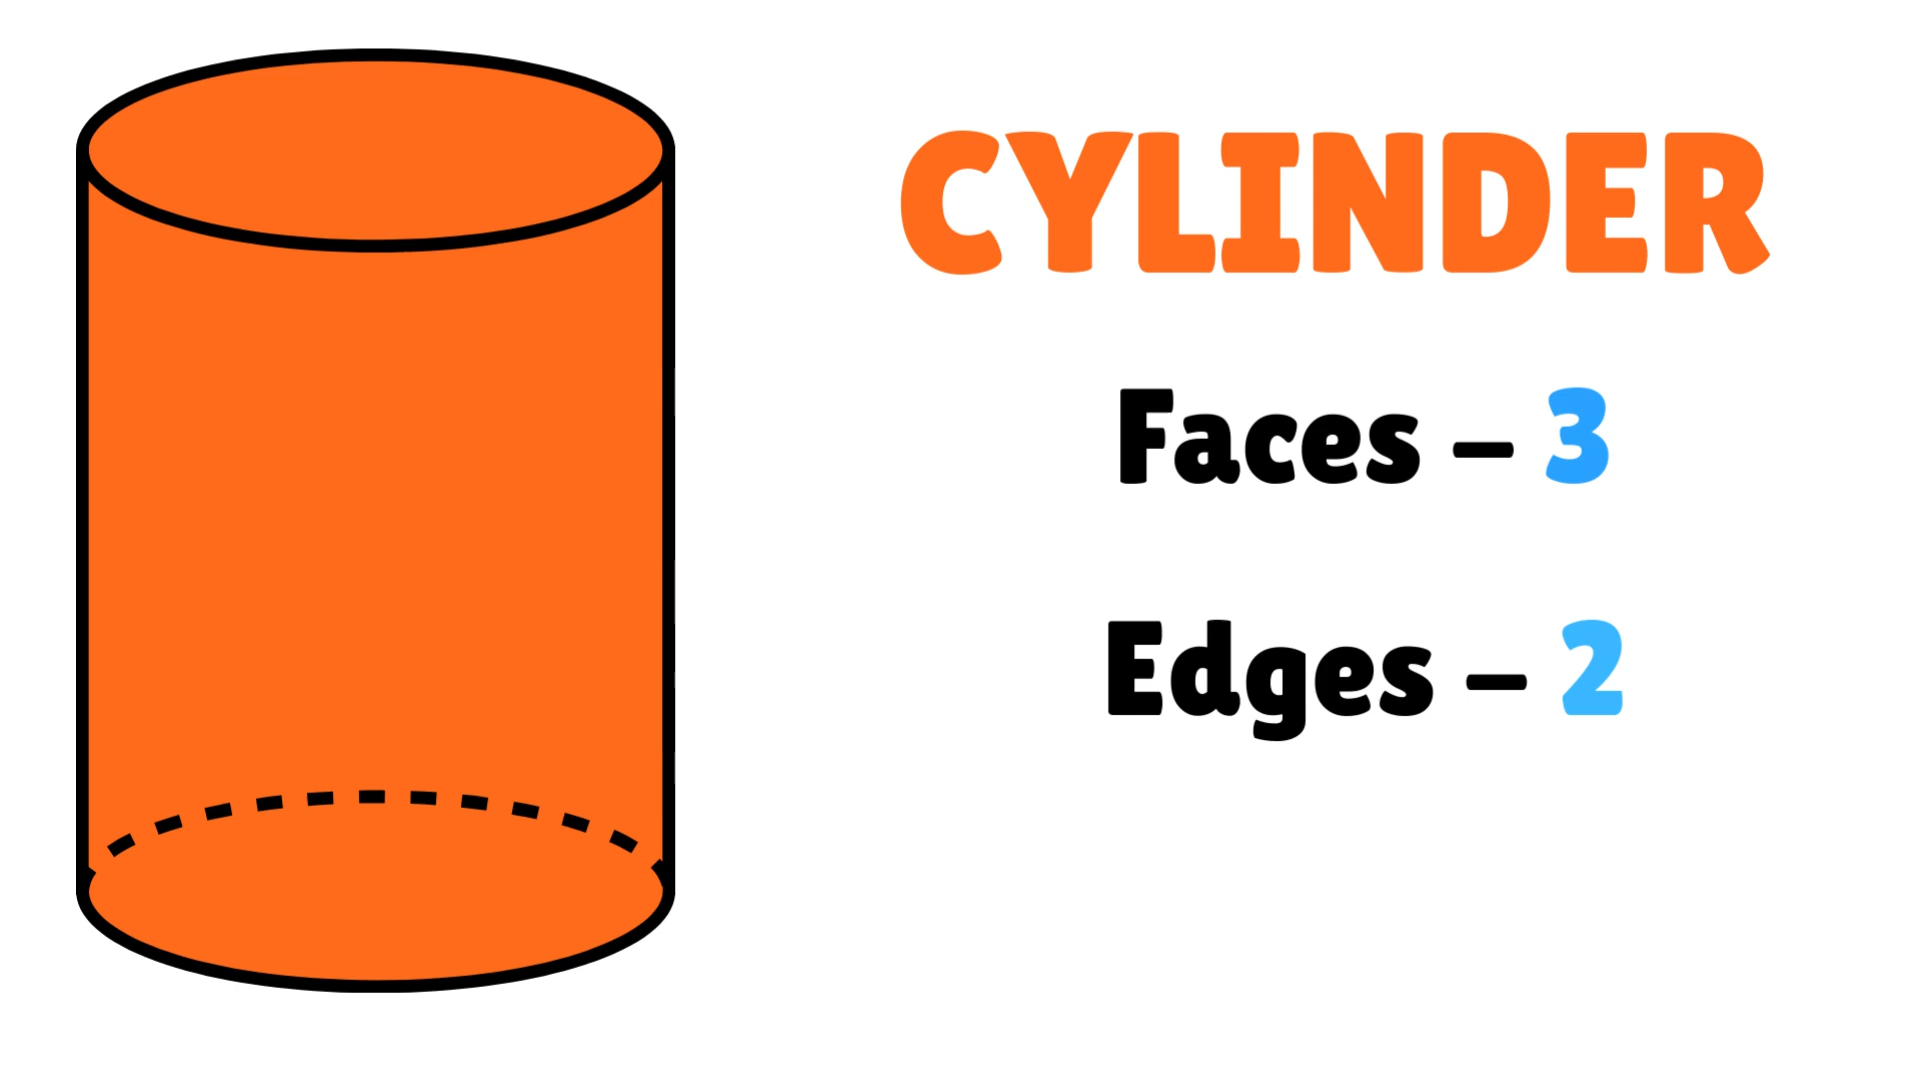 CYLINDER
Faces – 3
Edges – 2